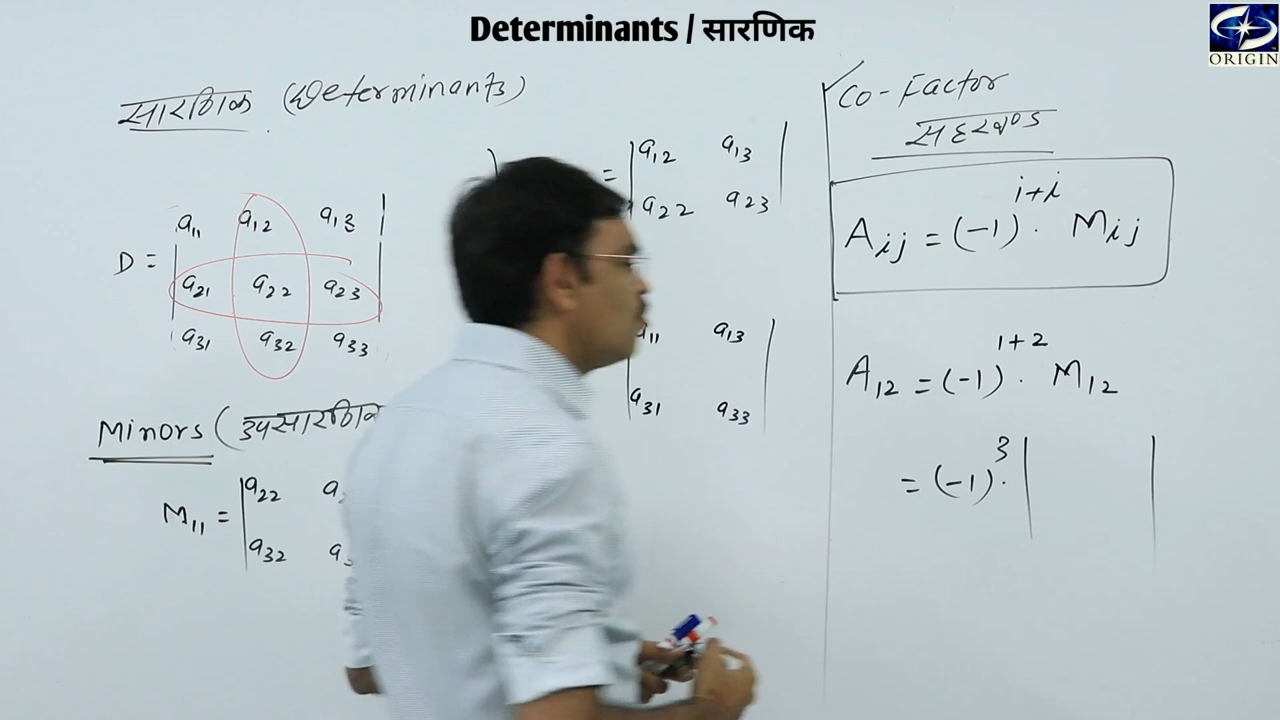 Determinants / सारणिक
ORIGIN
सारणिक (Determinants)
D = | a11 a12 a13 |
| a21 a22 a23 |
| a31 a32 a33 |
Minors (उपसारणिक
M11 = | a22
| a32
= | a12 a13 |
| a22 a23 |
a11 a13 |
| a31 a33 |
Co-Factor
सहखण्ड
Aij = (-1)^i+i . Mij
A12 = (-1)^1+2 . M12
= (-1)^3 . | |